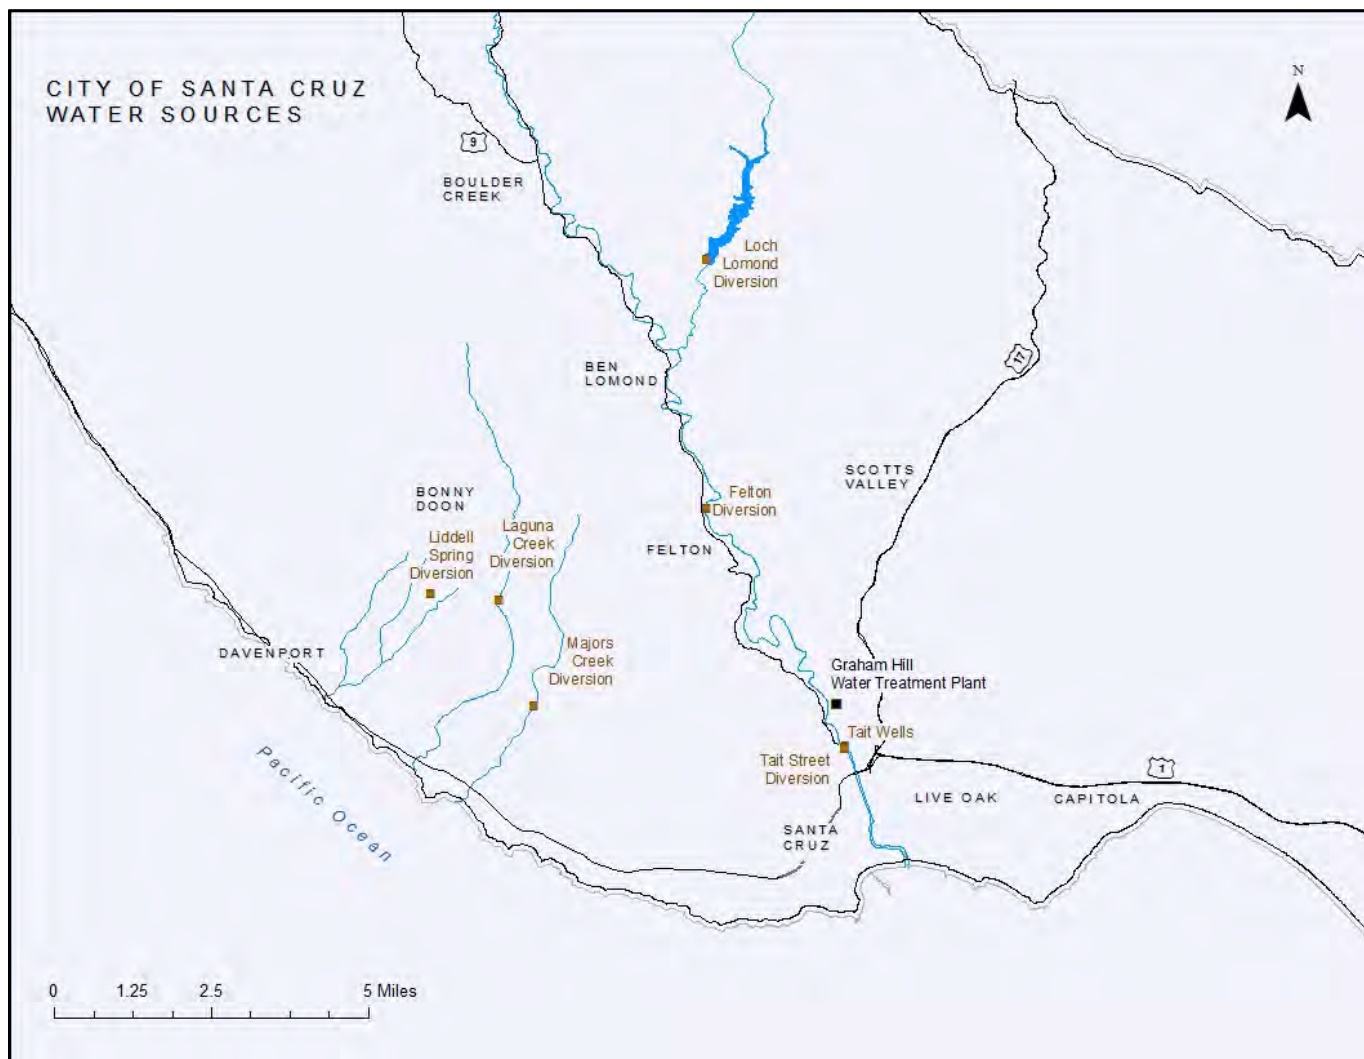 CITY OF SANTA CRUZ
WATER SOURCES
N
9
BOULDER
CREEK
Loch
Lomond
Diversion
17
BEN
LOMOND
SCOTTS
VALLEY
BONNY
DOON
Felton
Diversion
FELTON
Liddell
Spring
Diversion
Laguna
Creek
Diversion
DAVENPORT
Majors
Creek
Diversion
Graham Hill
Water Treatment Plant
Tait Wells
Tait Street
Diversion
1
LIVE OAK
CAPITOLA
SANTA
CRUZ
Pacific Ocean
0 1.25 2.5 5 Miles